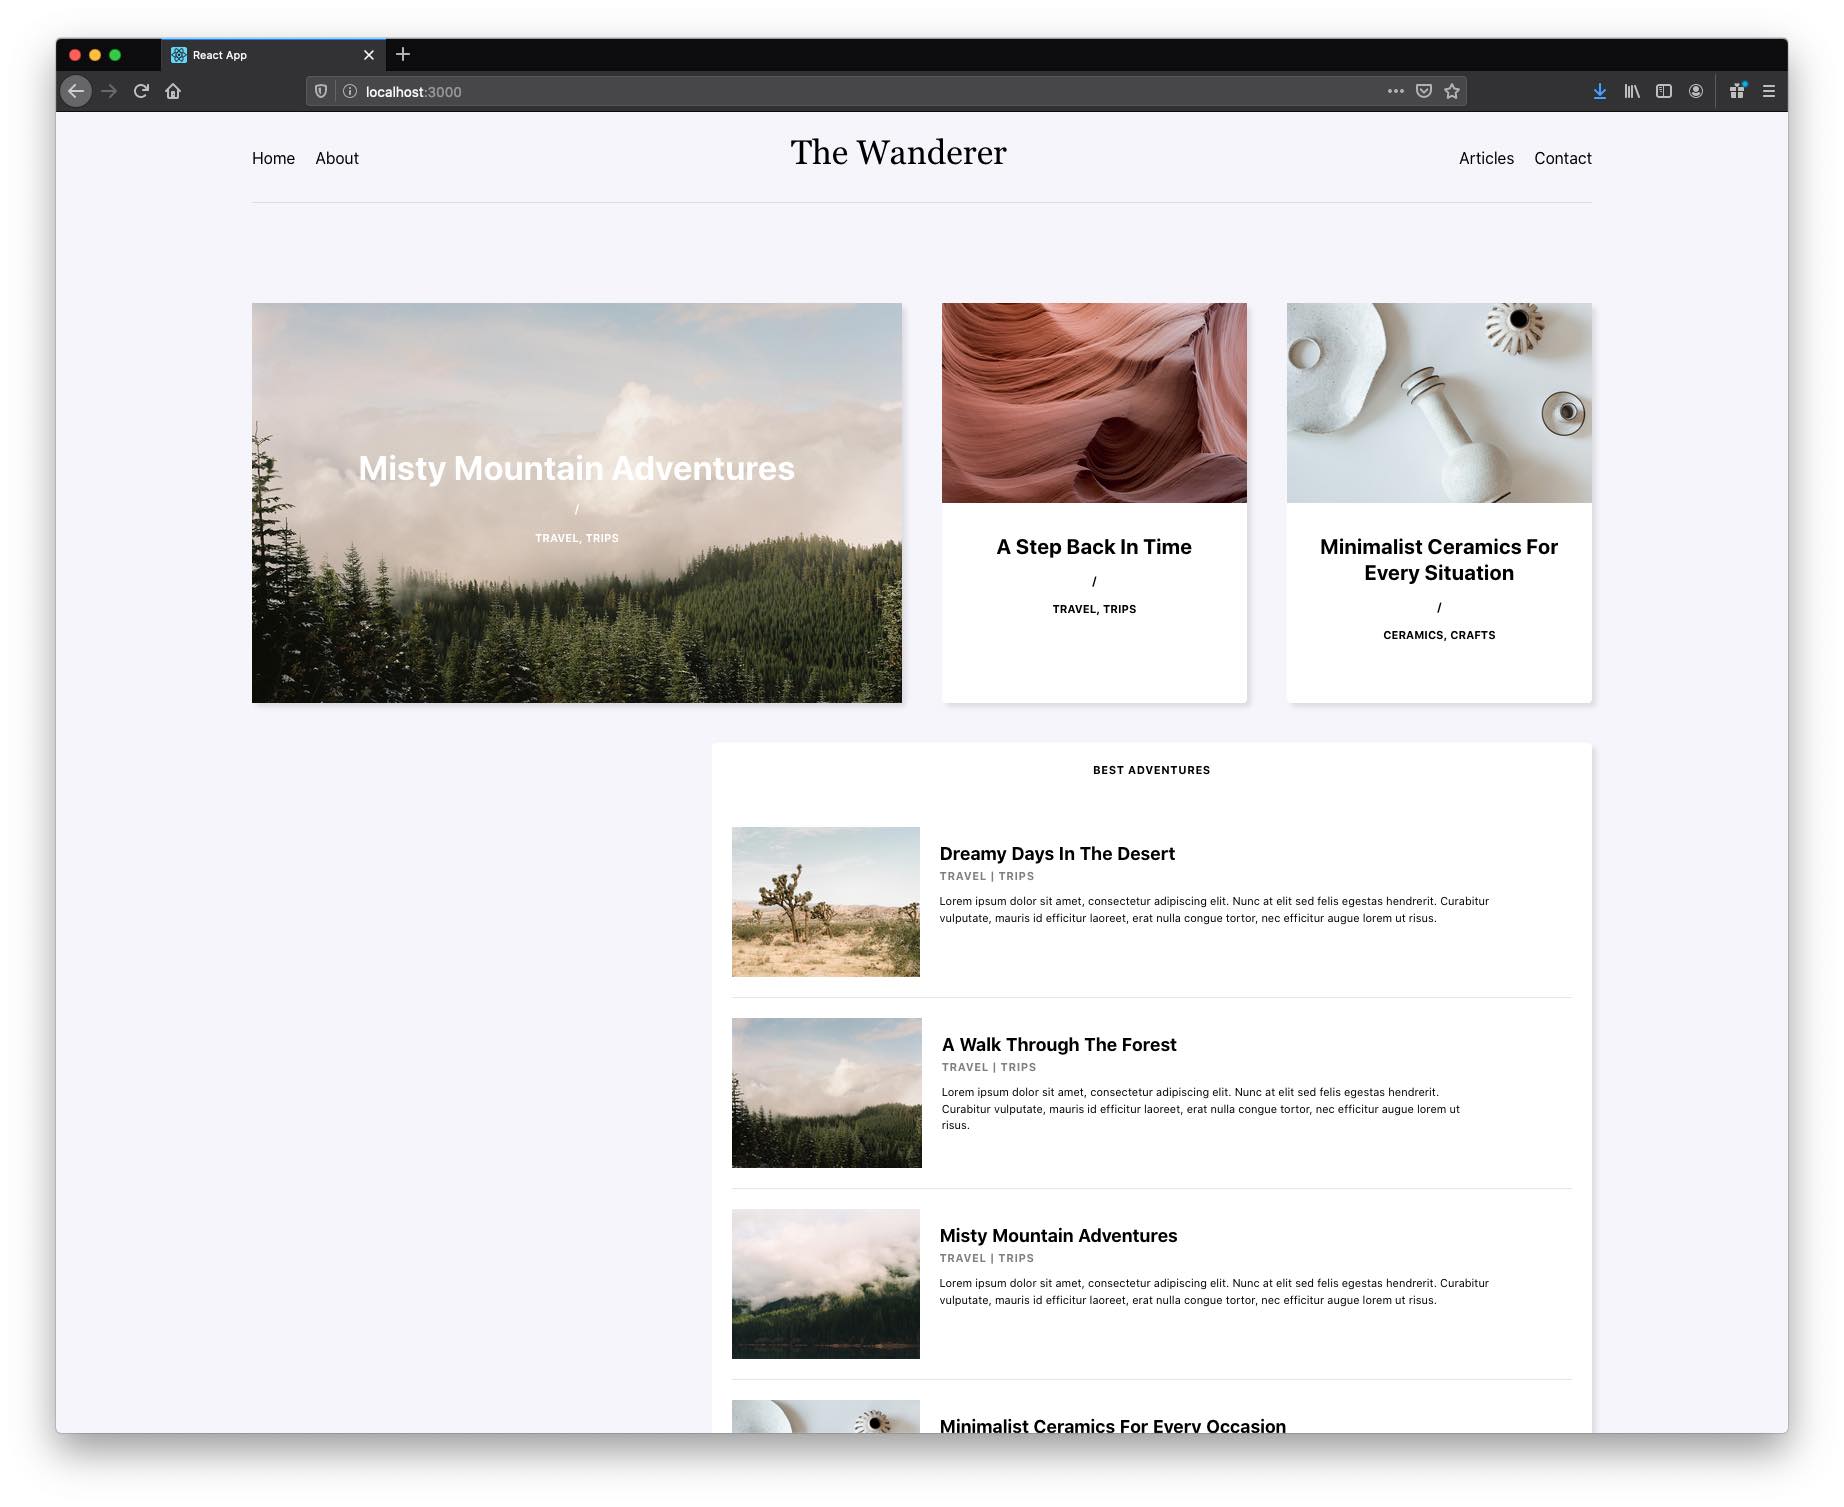 React App
localhost:3000
Home About
The Wanderer
Articles Contact
Misty Mountain Adventures
/
TRAVEL, TRIPS
A Step Back In Time
/
TRAVEL, TRIPS
Minimalist Ceramics For
Every Situation
/
CERAMICS, CRAFTS
BEST ADVENTURES
Dreamy Days In The Desert
TRAVEL | TRIPS
Lorem ipsum dolor sit amet, consectetur adipiscing elit. Nunc at elit sed felis egestas hendrerit. Curabitur
vulputate, mauris id efficitur laoreet, erat nulla congue tortor, nec efficitur augue lorem ut risus.
A Walk Through The Forest
TRAVEL | TRIPS
Lorem ipsum dolor sit amet, consectetur adipiscing elit. Nunc at elit sed felis egestas hendrerit.
Curabitur vulputate, mauris id efficitur laoreet, erat nulla congue tortor, nec efficitur augue lorem ut
risus.
Misty Mountain Adventures
TRAVEL | TRIPS
Lorem ipsum dolor sit amet, consectetur adipiscing elit. Nunc at elit sed felis egestas hendrerit. Curabitur
vulputate, mauris id efficitur laoreet, erat nulla congue tortor, nec efficitur augue lorem ut risus.
Minimalist Ceramics For Every Occasion